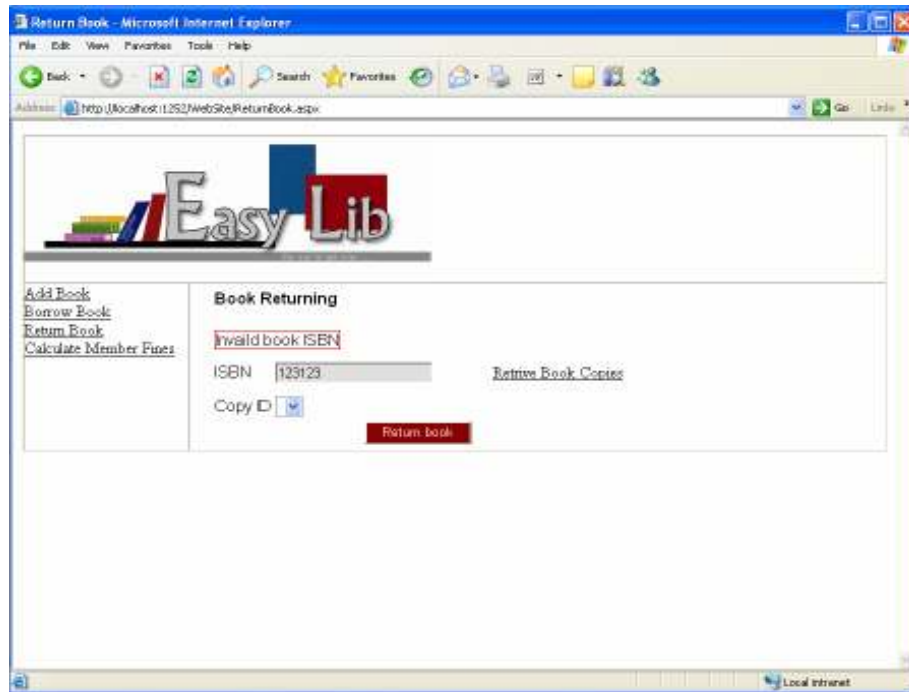 Return Book - Microsoft Internet Explorer
File Edit View Favorites Tools Help
Back Search Favorites
Address http://localhost:1252/WebSite/ReturnBook.aspx Go Links
Easy Lib
Add Book
Borrow Book
Return Book
Calculate Member Fines
Book Returning
Invaild book ISBN
ISBN 123123 Retrive Book Copies
Copy ID
Return book
Local intranet